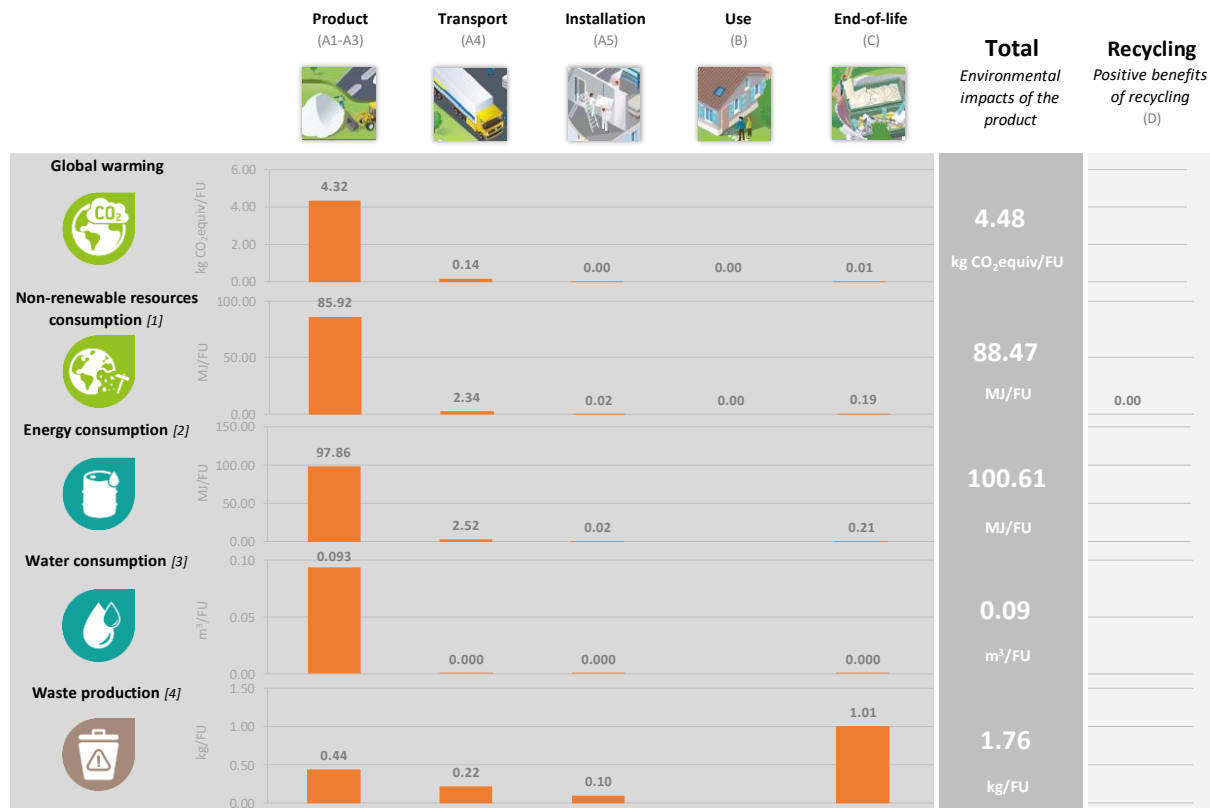 Product
(A1-A3)
Transport
(A4)
Installation
(A5)
Use
(B)
End-of-life
(C)
Total
Environmental
impacts of the
product
Recycling
Positive benefits
of recycling
(D)
Global warming
CO₂
kg CO₂equiv/FU
6.00
4.00
2.00
0.00
4.32
0.14
0.00
0.00
0.01
4.48
kg CO₂equiv/FU
Non-renewable resources
consumption [1]
MJ/FU
100.00
50.00
0.00
85.92
2.34
0.02
0.00
0.19
88.47
MJ/FU
0.00
Energy consumption [2]
MJ/FU
150.00
100.00
50.00
0.00
97.86
2.52
0.02
0.21
100.61
MJ/FU
Water consumption [3]
m³/FU
0.10
0.05
0.00
0.093
0.000
0.000
0.000
0.09
m³/FU
Waste production [4]
kg/FU
1.50
1.00
0.50
0.00
0.44
0.22
0.10
1.01
1.76
kg/FU